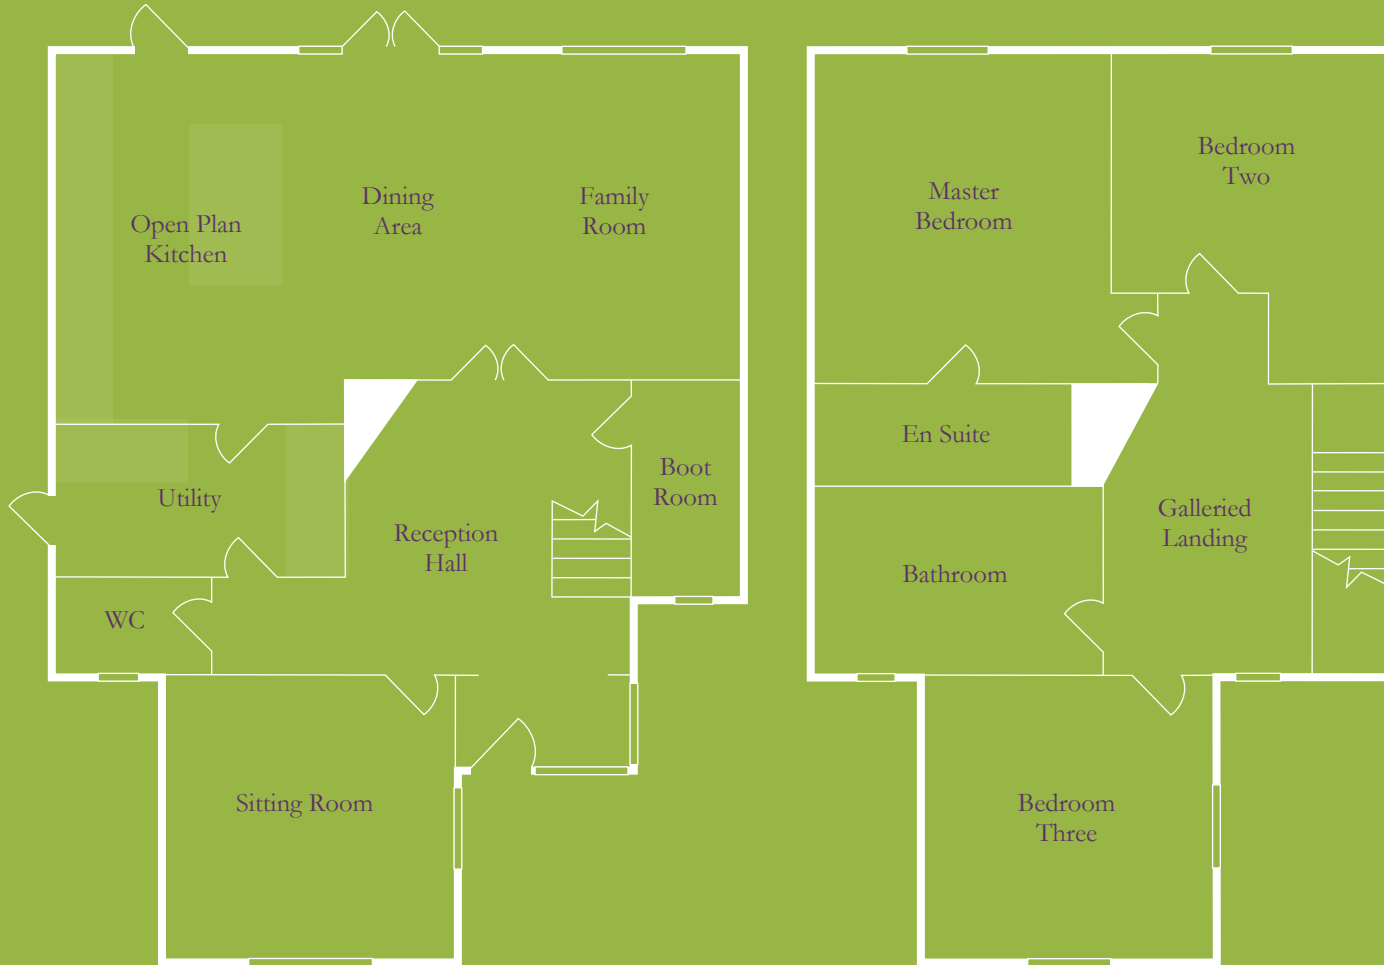 Open Plan
Kitchen
Dining
Area
Family
Room
Utility
WC
Reception
Hall
Boot
Room
Sitting Room
Master
Bedroom
Bedroom
Two
En Suite
Bathroom
Galleried
Landing
Bedroom
Three